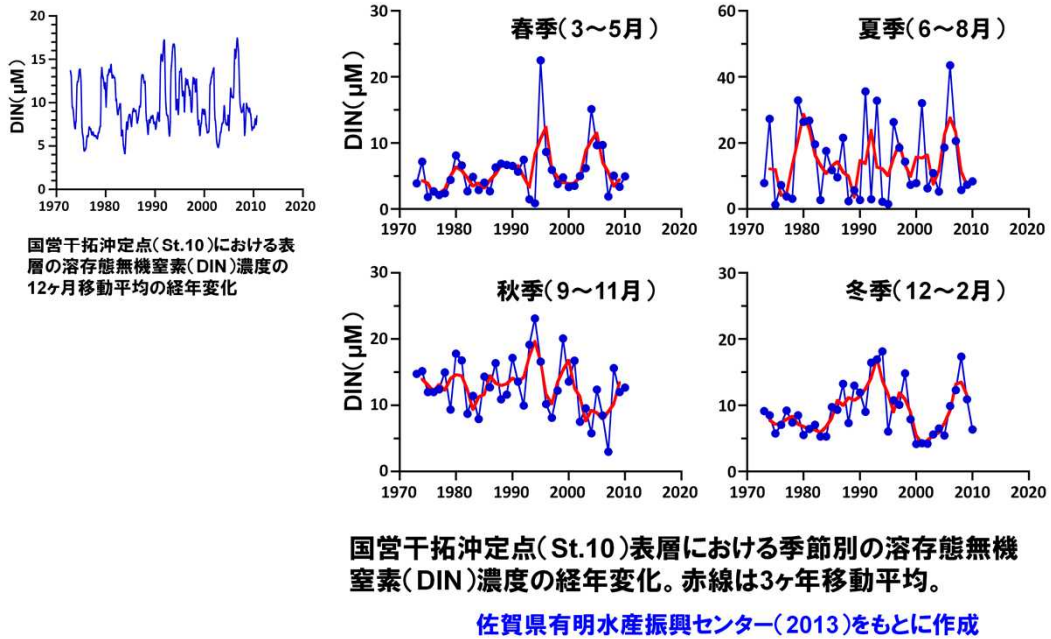 DIN(μM)
20
15
10
5
0
1970 1980 1990 2000 2010 2020
国営干拓沖定点(St.10)における表
層の溶存態無機窒素(DIN)濃度の
12ヶ月移動平均の経年変化
春季(3〜5月)
DIN(μM)
30
20
10
0
1970 1980 1990 2000 2010 2020
夏季(6〜8月)
60
40
20
0
1970 1980 1990 2000 2010 2020
秋季(9〜11月)
DIN(μM)
30
20
10
0
1970 1980 1990 2000 2010 2020
冬季(12〜2月)
30
20
10
0
1970 1980 1990 2000 2010 2020
国営干拓沖定点(St.10)表層における季節別の溶存態無機
窒素(DIN)濃度の経年変化。赤線は3ヶ年移動平均。
佐賀県有明水産振興センター(2013)をもとに作成